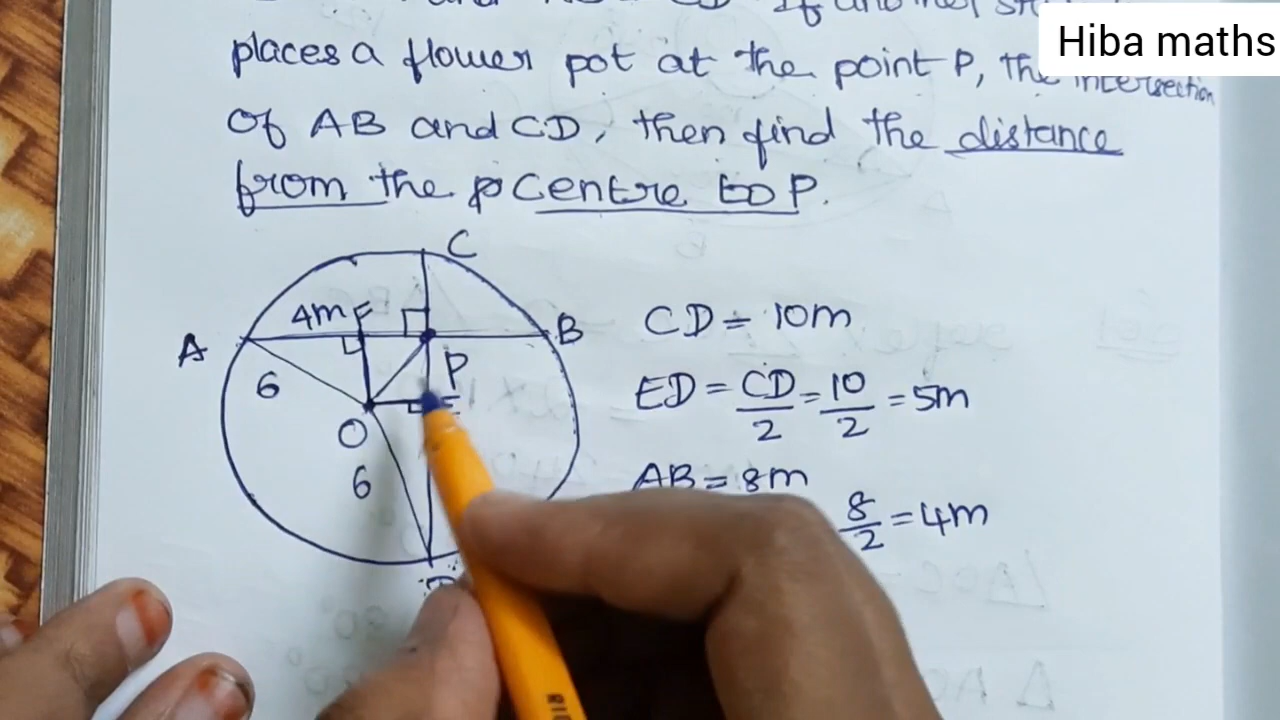 Hiba maths
places a flower pot at the point P, the intersection
of AB and CD, then find the distance
from the centre to P.
C
4m F
A
B
P
6
O
6
CD = 10m
ED = CD/2 = 10/2 = 5m
AB = 8m
8/2 = 4m